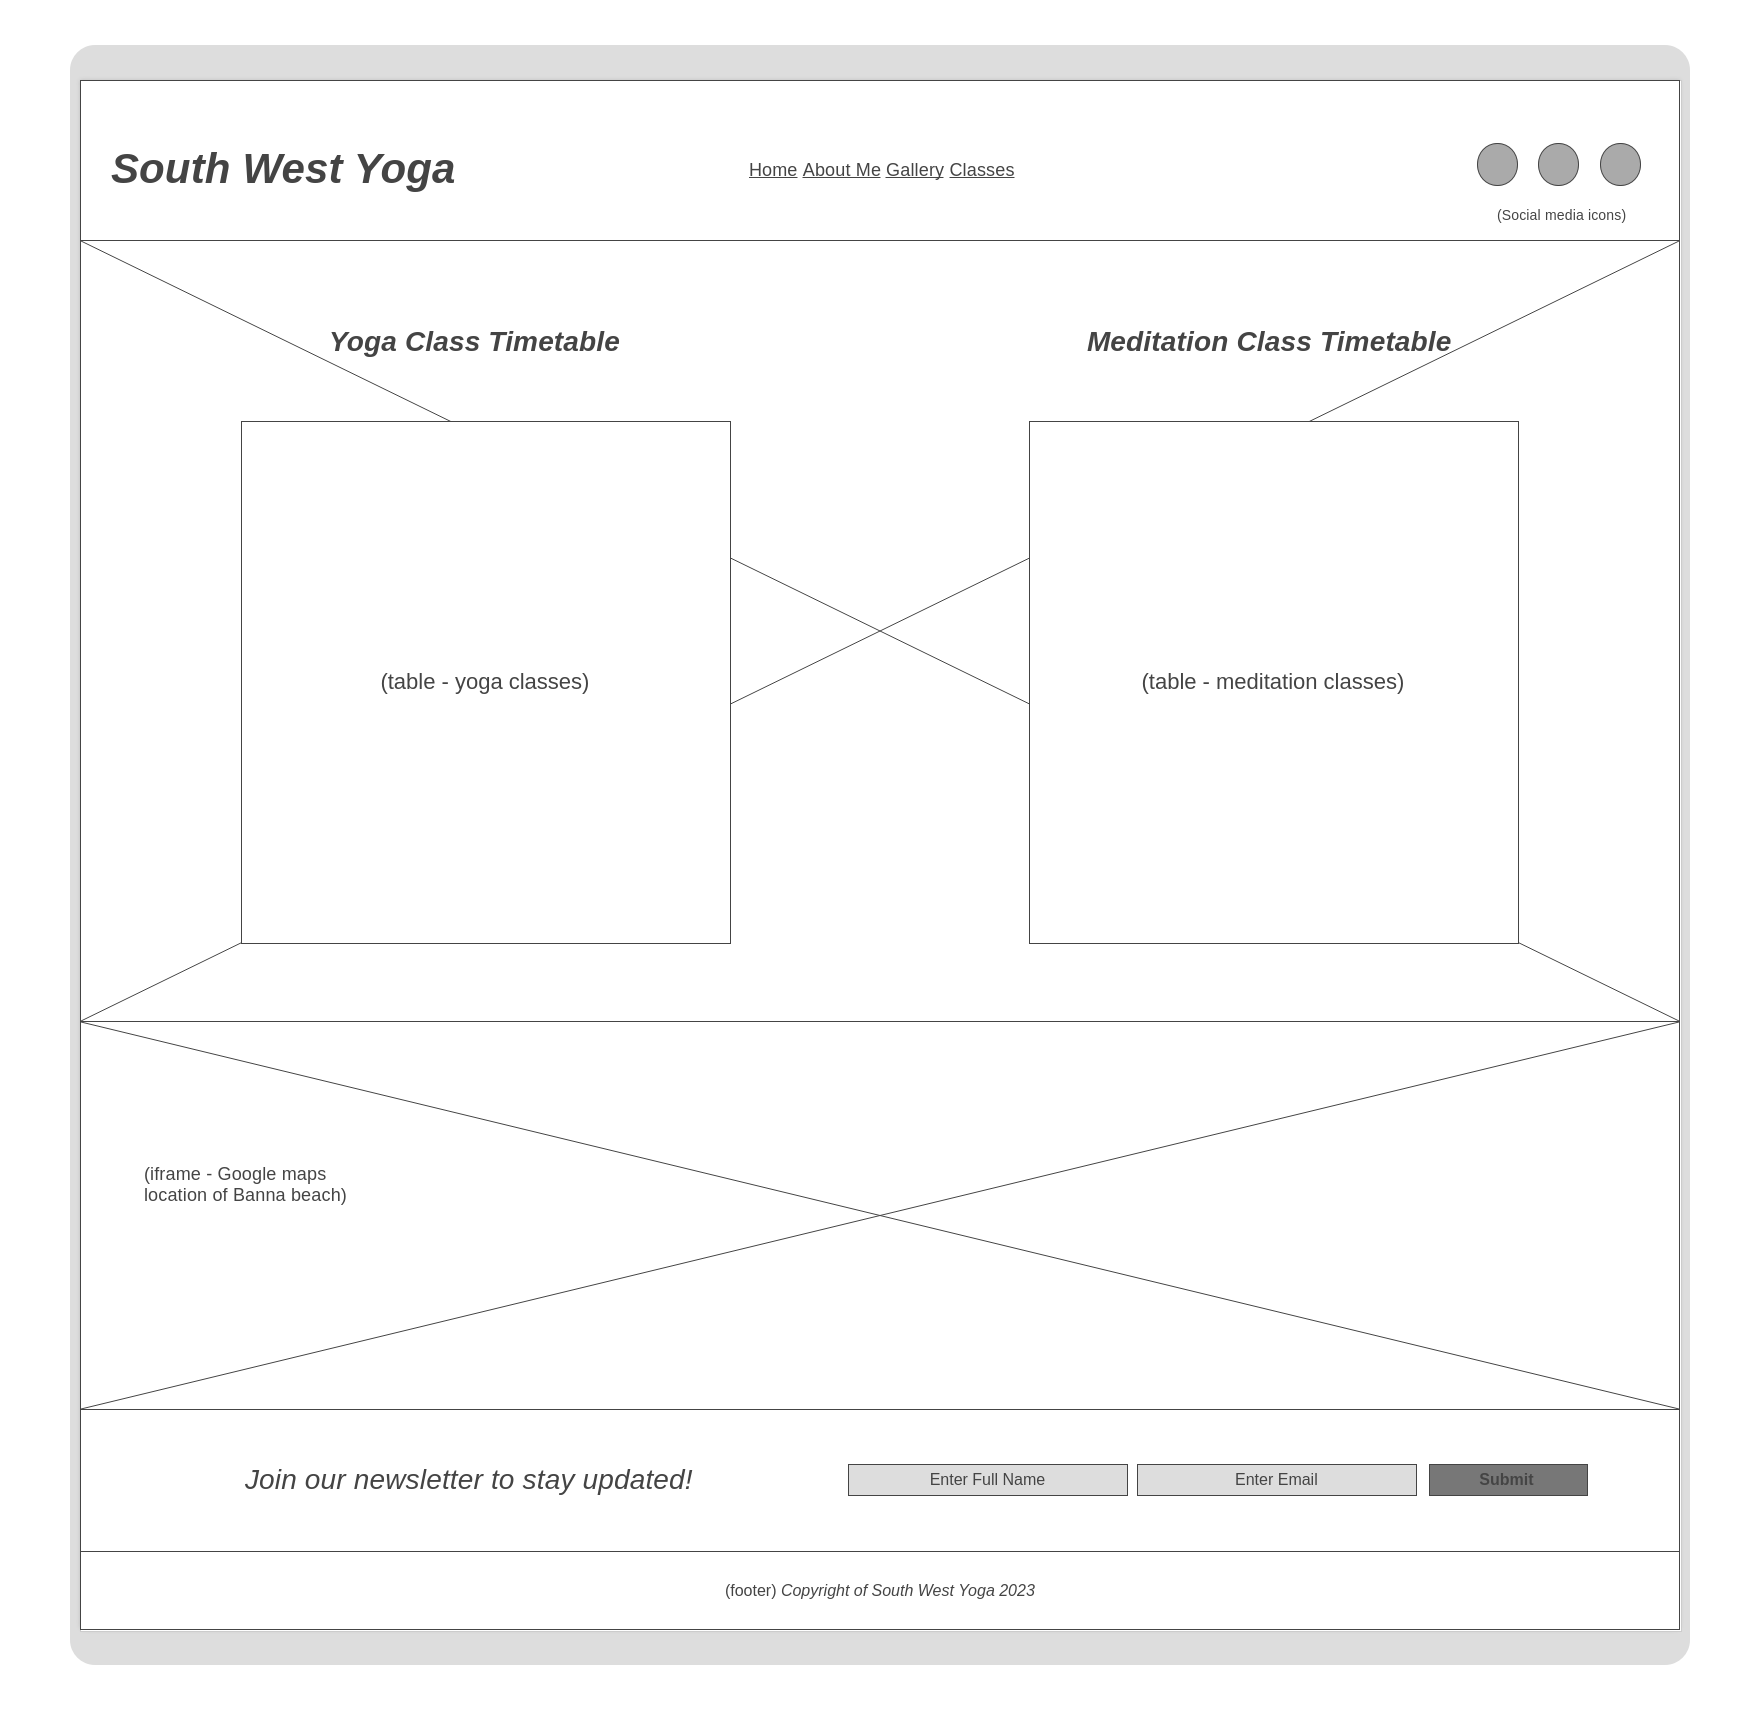 South West Yoga
Home About Me Gallery Classes
(Social media icons)
Yoga Class Timetable
Meditation Class Timetable
(table - yoga classes)
(table - meditation classes)
(iframe - Google maps
location of Banna beach)
Join our newsletter to stay updated!
Enter Full Name
Enter Email
Submit
(footer) Copyright of South West Yoga 2023